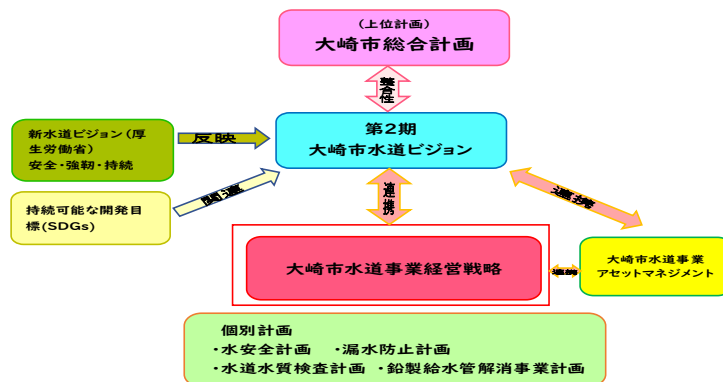 (上位計画)
大崎市総合計画
整合性
第2期
大崎市水道ビジョン
新水道ビジョン(厚
生労働省)
安全・強靭・持続
反映
関連
持続可能な開発目
標(SDGs)
連携
連携
大崎市水道事業経営戦略
連携
大崎市水道事業
アセットマネジメント
個別計画
・水安全計画 ・漏水防止計画
・水道水質検査計画 ・鉛製給水管解消事業計画